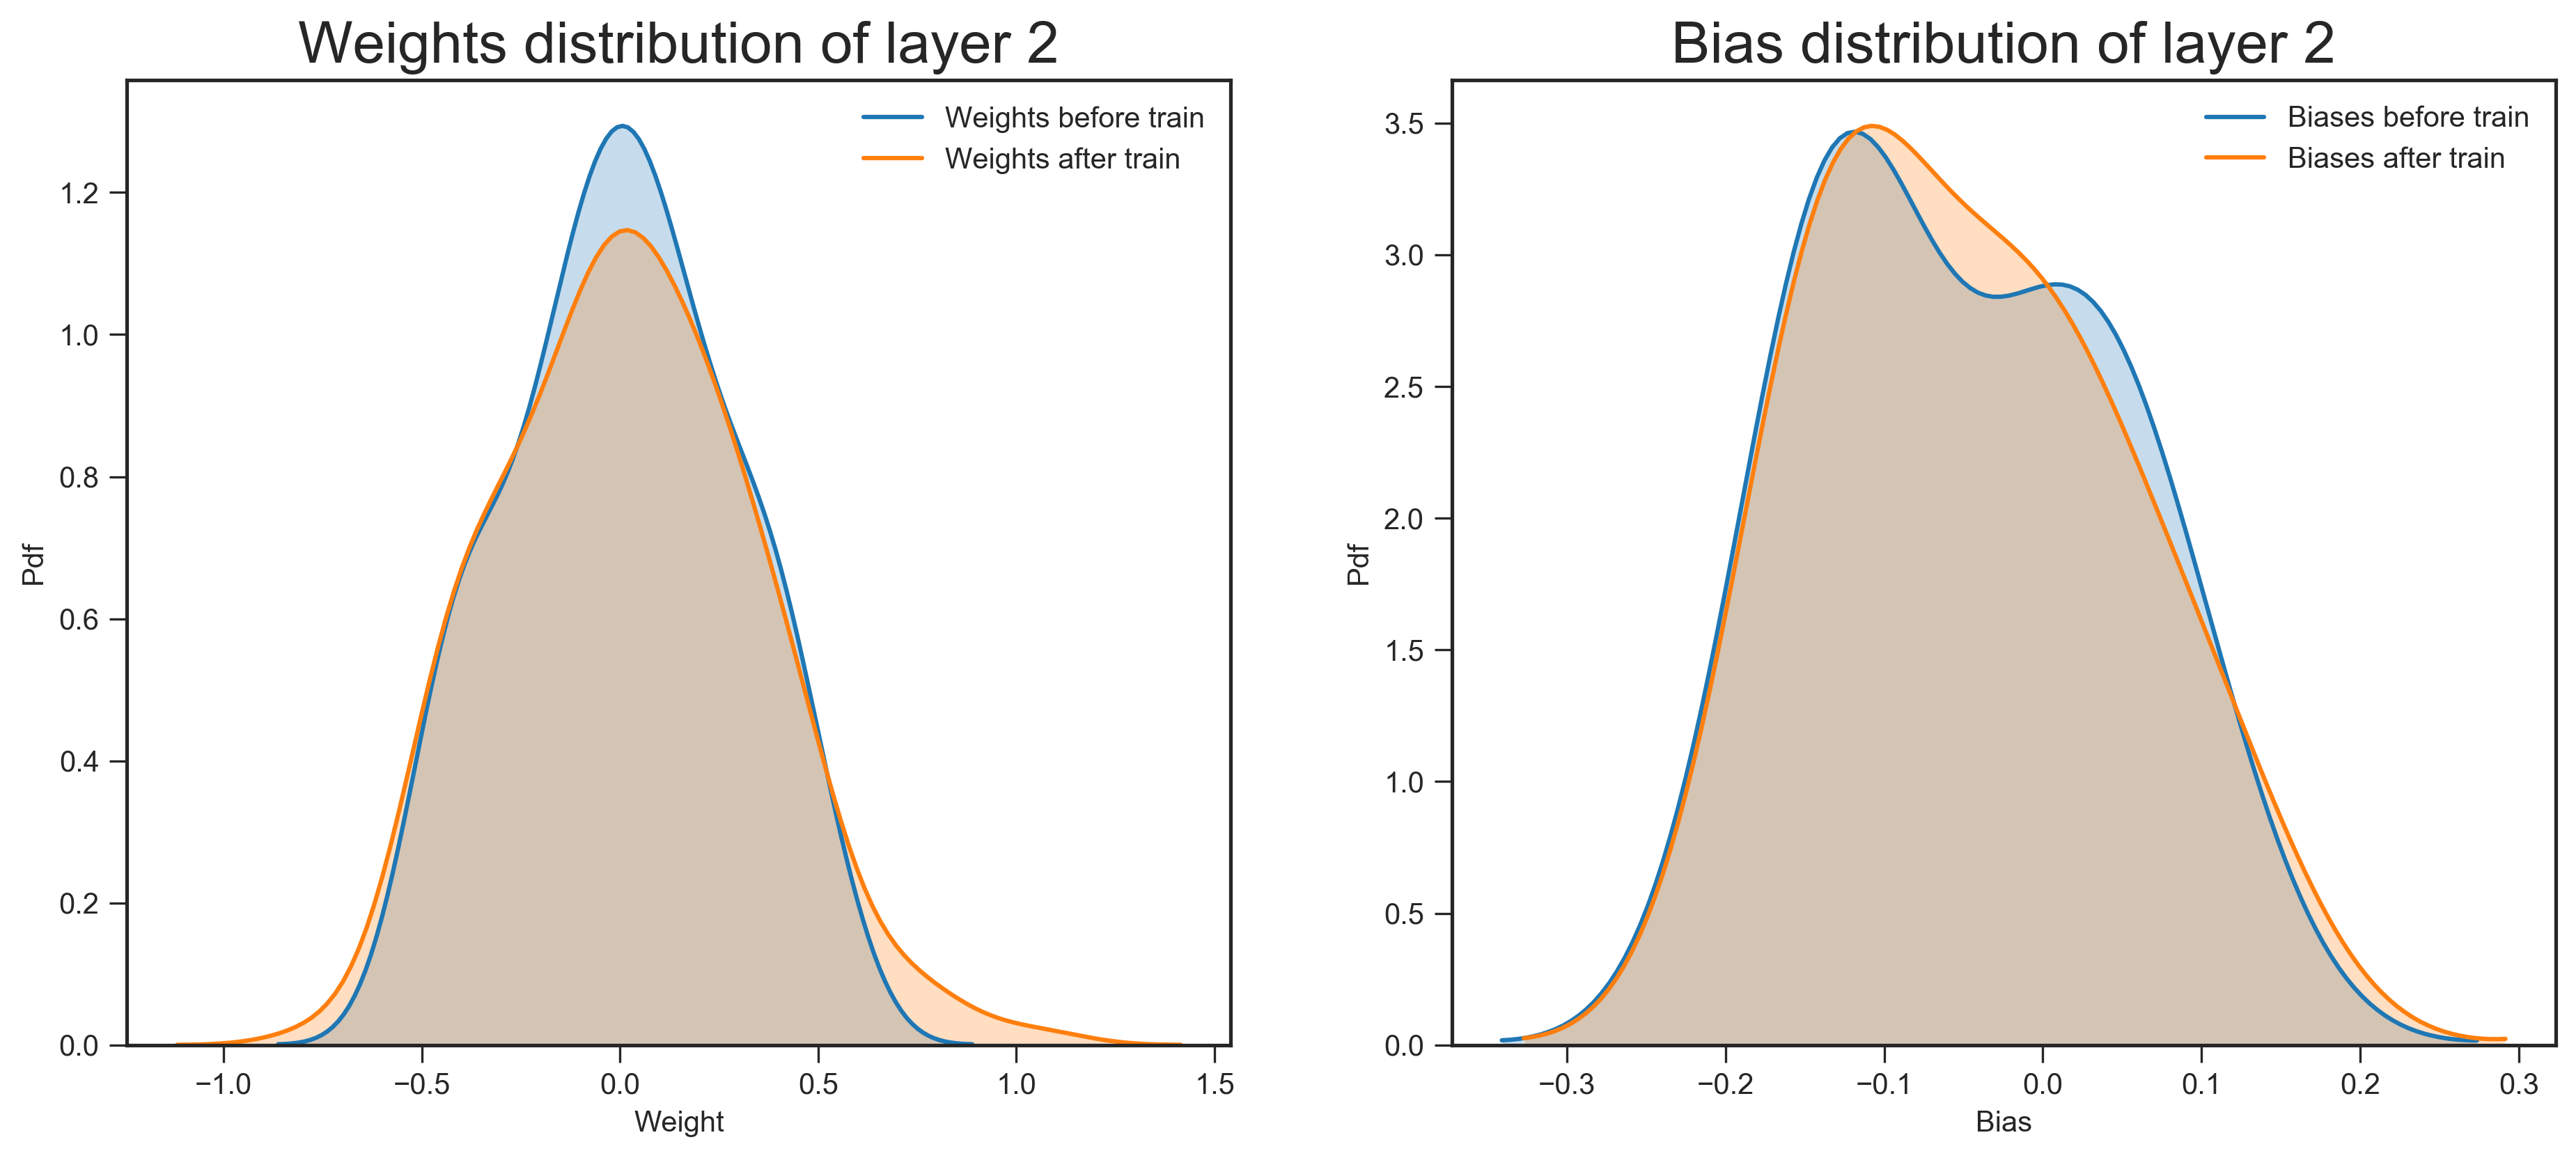 Weights distribution of layer 2
Weights before train
Weights after train
1.2
1.0
0.8
0.6
0.4
0.2
0.0
Pdf
−1.0 −0.5 0.0 0.5 1.0 1.5
Weight
Bias distribution of layer 2
Biases before train
Biases after train
3.5
3.0
2.5
2.0
1.5
1.0
0.5
0.0
Pdf
−0.3 −0.2 −0.1 0.0 0.1 0.2 0.3
Bias